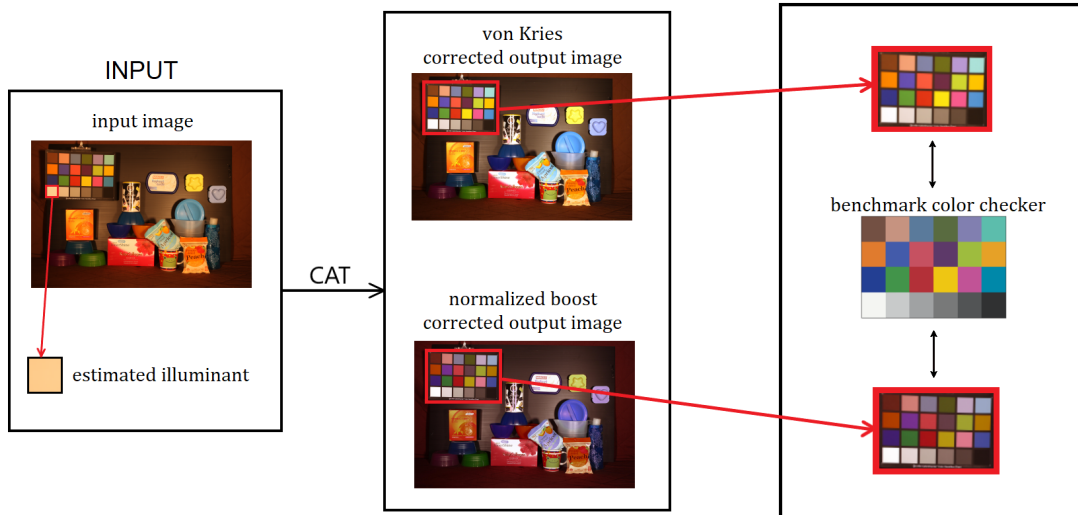 INPUT
input image
estimated illuminant
CAT
von Kries
corrected output image
normalized boost
corrected output image
benchmark color checker